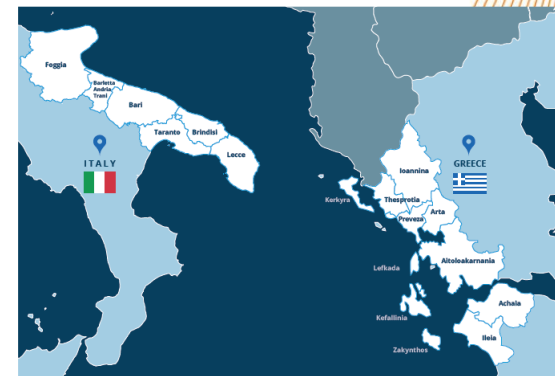 Foggia
Barletta
Andria
Trani
Bari
Taranto
Brindisi
Lecce
ITALY
GREECE
Ioannina
Kerkyra
Thesprotia
Preveza
Arta
Aitoloakarnania
Lefkada
Achaia
Kefallinia
Ileia
Zakynthos